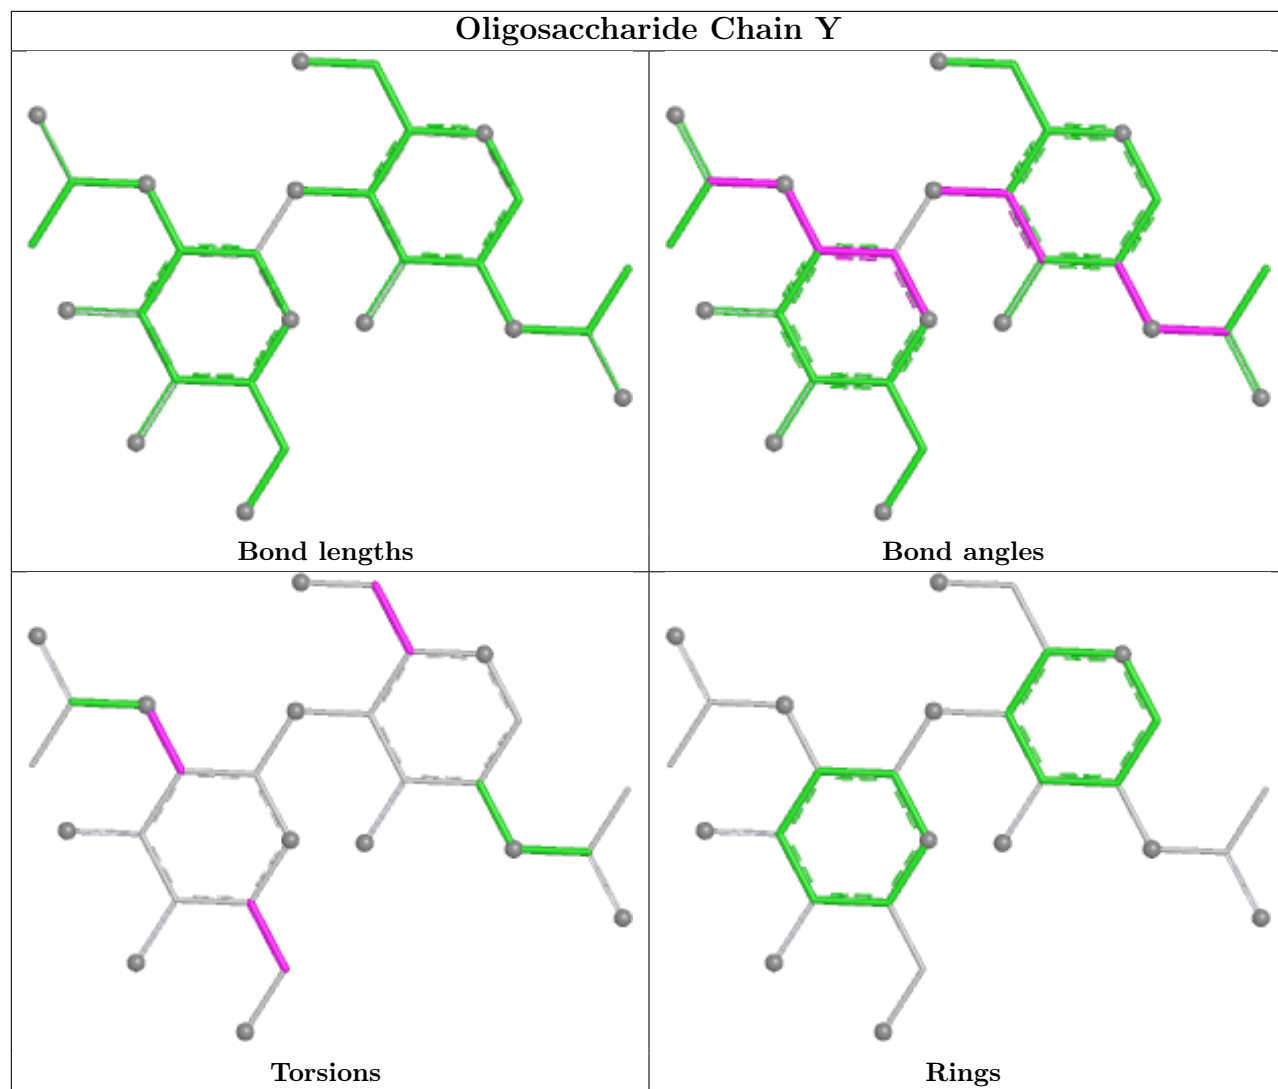 Oligosaccharide Chain Y
Bond lengths
Bond angles
Torsions
Rings